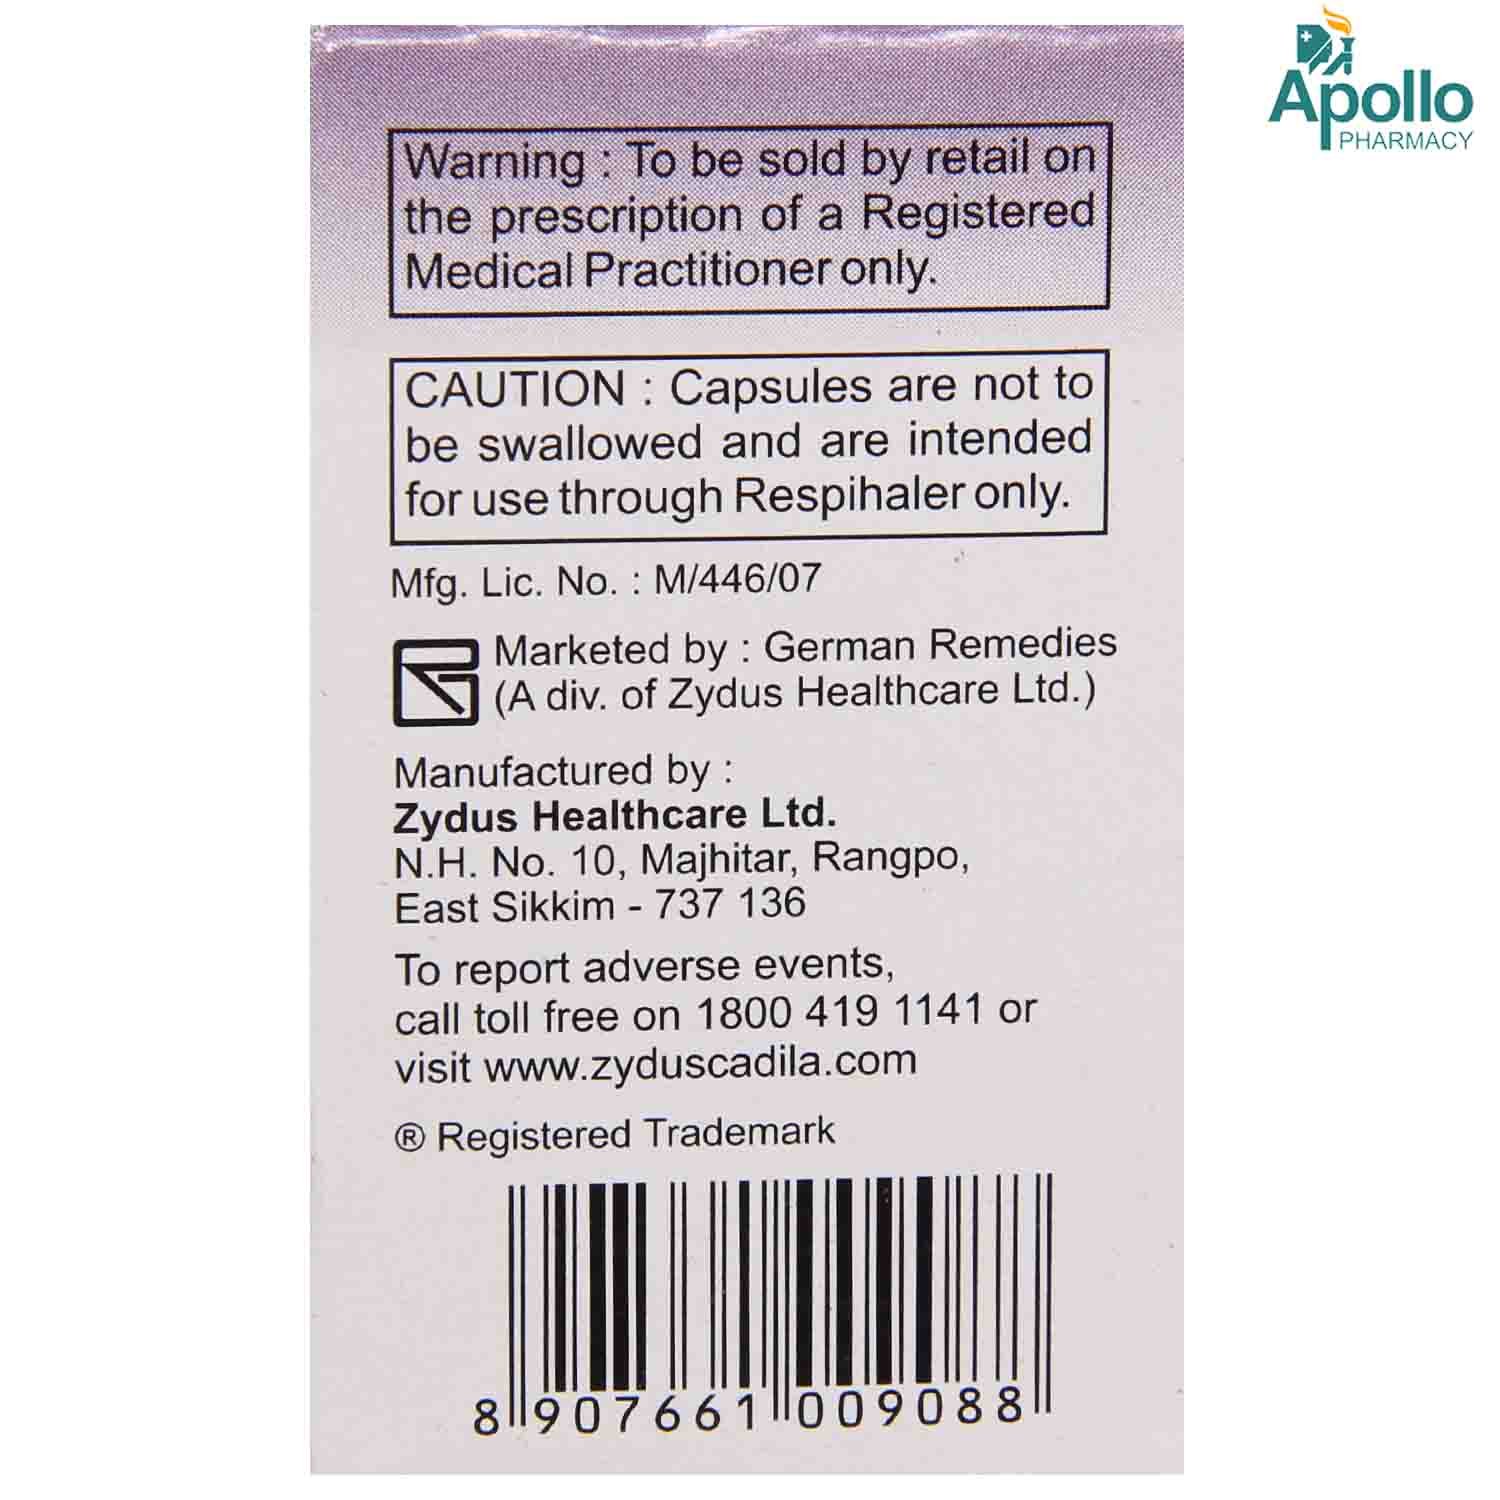 Apollo
PHARMACY
Warning : To be sold by retail on
the prescription of a Registered
Medical Practitioner only.
CAUTION : Capsules are not to
be swallowed and are intended
for use through Respihaler only.
Mfg. Lic. No. : M/446/07
Marketed by : German Remedies
(A div. of Zydus Healthcare Ltd.)
Manufactured by :
Zydus Healthcare Ltd.
N.H. No. 10, Majhitar, Rangpo,
East Sikkim - 737 136
To report adverse events,
call toll free on 1800 419 1141 or
visit www.zyduscadila.com
® Registered Trademark
8 907661 009088